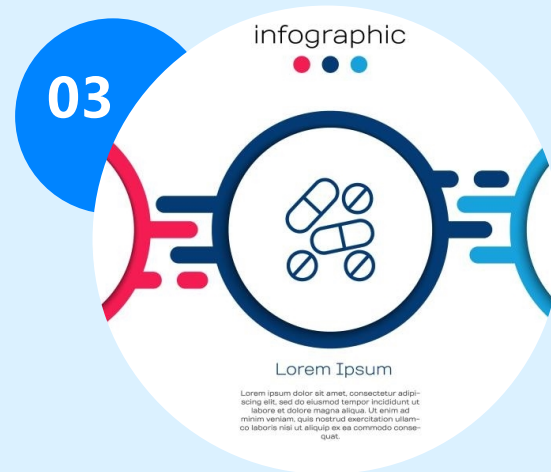 03
infographic
Lorem Ipsum
Lorem ipsum dolor sit amet, consectetur adipi-
scing elit, sed do eiusmod tempor incididunt ut
labore et dolore magna aliqua. Ut enim ad
minim veniam, quis nostrud exercitation ullam-
co laboris nisi ut aliquip ex ea commodo conse-
quat.